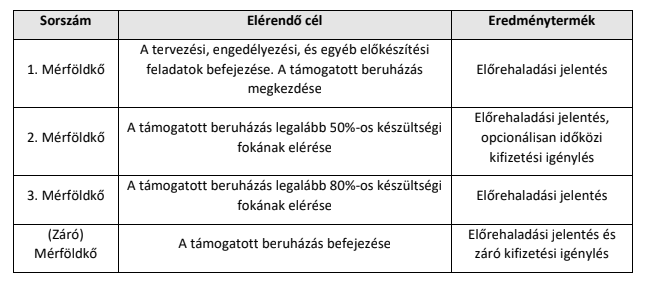 Sorszám
Elérendő cél
Eredménytermék
1. Mérföldkő
A tervezési, engedélyezési, és egyéb előkészítési
feladatok befejezése. A támogatott beruházás
megkezdése
Előrehaladási jelentés
2. Mérföldkő
A támogatott beruházás legalább 50%-os készültségi
fokának elérése
Előrehaladási jelentés,
opcionálisan időközi
kifizetési igénylés
3. Mérföldkő
A támogatott beruházás legalább 80%-os készültségi
fokának elérése
Előrehaladási jelentés
(Záró)
Mérföldkő
A támogatott beruházás befejezése
Előrehaladási jelentés és
záró kifizetési igénylés